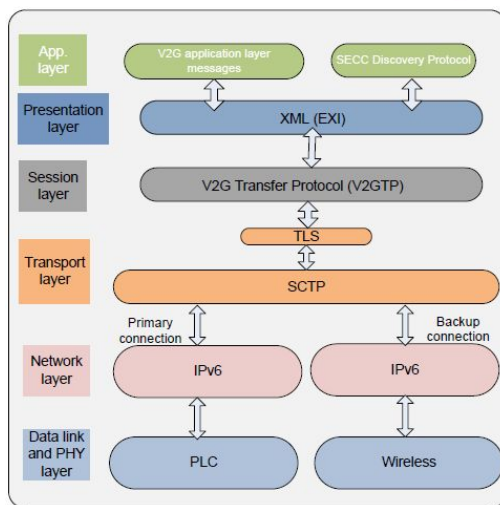 App.
layer
V2G application layer
messages
SECC Discovery Protocol
Presentation
layer
XML (EXI)
Session
layer
V2G Transfer Protocol (V2GTP)
TLS
Transport
layer
SCTP
Primary
connection
Backup
connection
Network
layer
IPv6
IPv6
Data link
and PHY
layer
PLC
Wireless